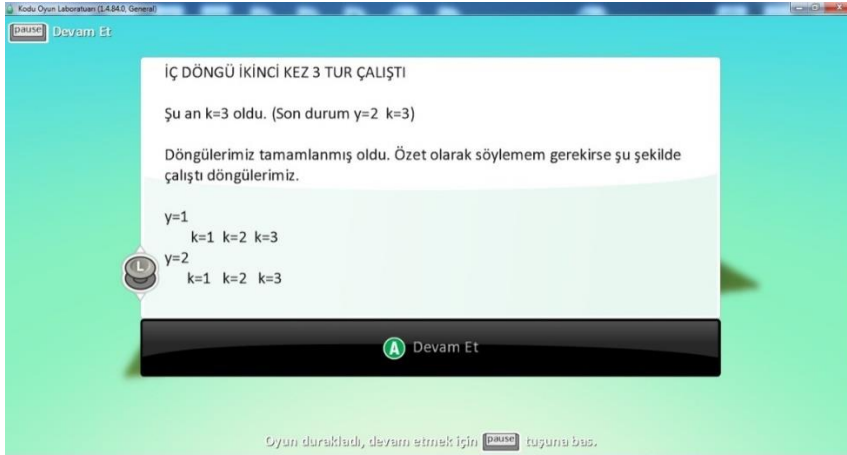 Kodu Oyun Laboratuarı (1.4.84.0, General)
pause Devam Et
İÇ DÖNGÜ İKİNCİ KEZ 3 TUR ÇALIŞTI
Şu an k=3 oldu. (Son durum y=2 k=3)
Döngülerimiz tamamlanmış oldu. Özet olarak söylemem gerekirse şu şekilde
çalıştı döngülerimiz.
y=1
k=1 k=2 k=3
y=2
k=1 k=2 k=3
L
A Devam Et
Oyun durakladı, devam etmek için pause tuşuna bas.